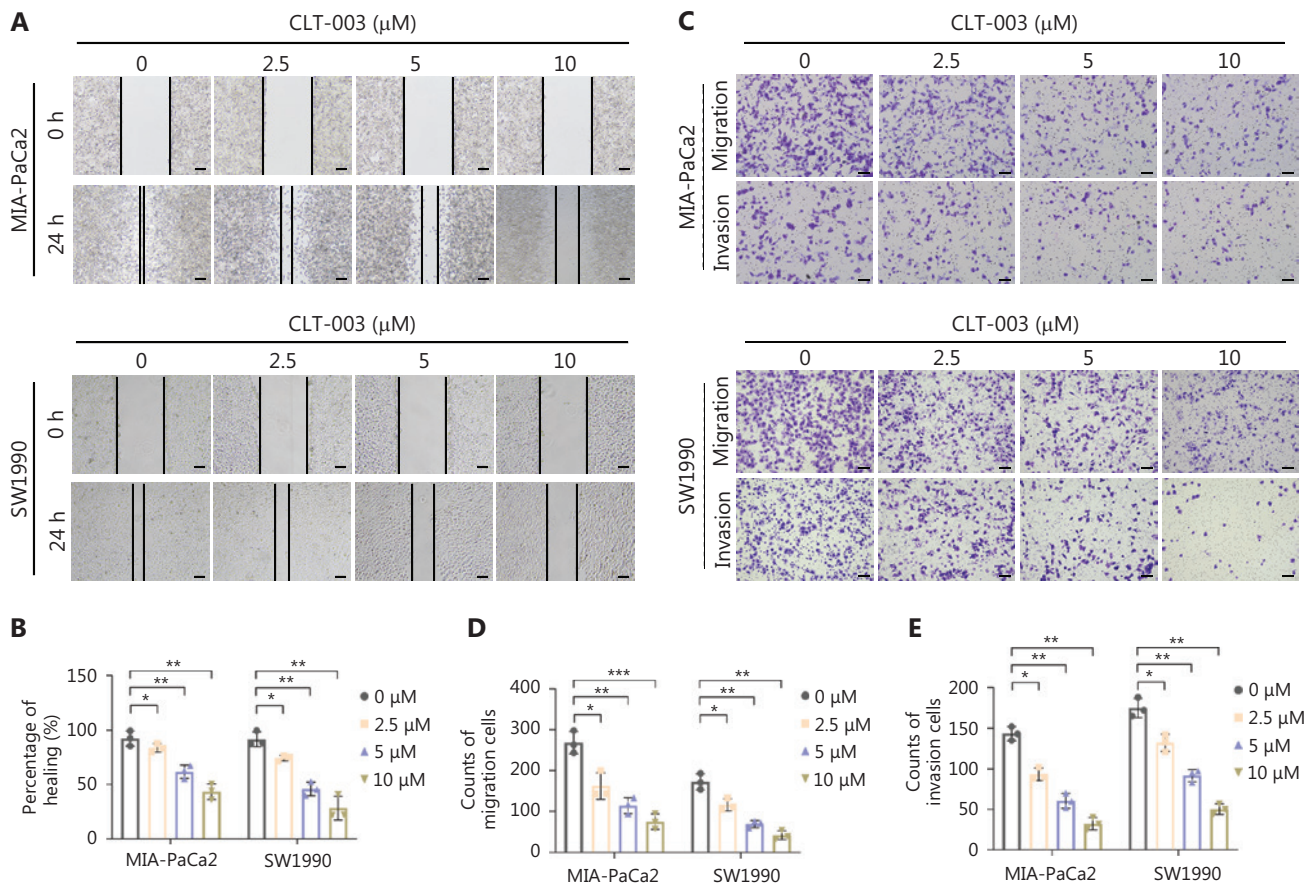 A
CLT-003 (μM)
0 2.5 5 10
MIA-PaCa2
0 h
24 h
CLT-003 (μM)
0 2.5 5 10
SW1990
0 h
24 h
C
CLT-003 (μM)
0 2.5 5 10
MIA-PaCa2
Migration
Invasion
CLT-003 (μM)
0 2.5 5 10
SW1990
Migration
Invasion
B
Percentage of
healing (%)
150
100
50
0
** **
** **
* *
MIA-PaCa2 SW1990
0 μM
2.5 μM
5 μM
10 μM
D
Counts of
migration cells
400
300
200
100
0
*** **
** **
* *
MIA-PaCa2 SW1990
0 μM
2.5 μM
5 μM
10 μM
E
Counts of
invasion cells
200
150
100
50
0
** **
** **
* *
MIA-PaCa2 SW1990
0 μM
2.5 μM
5 μM
10 μM